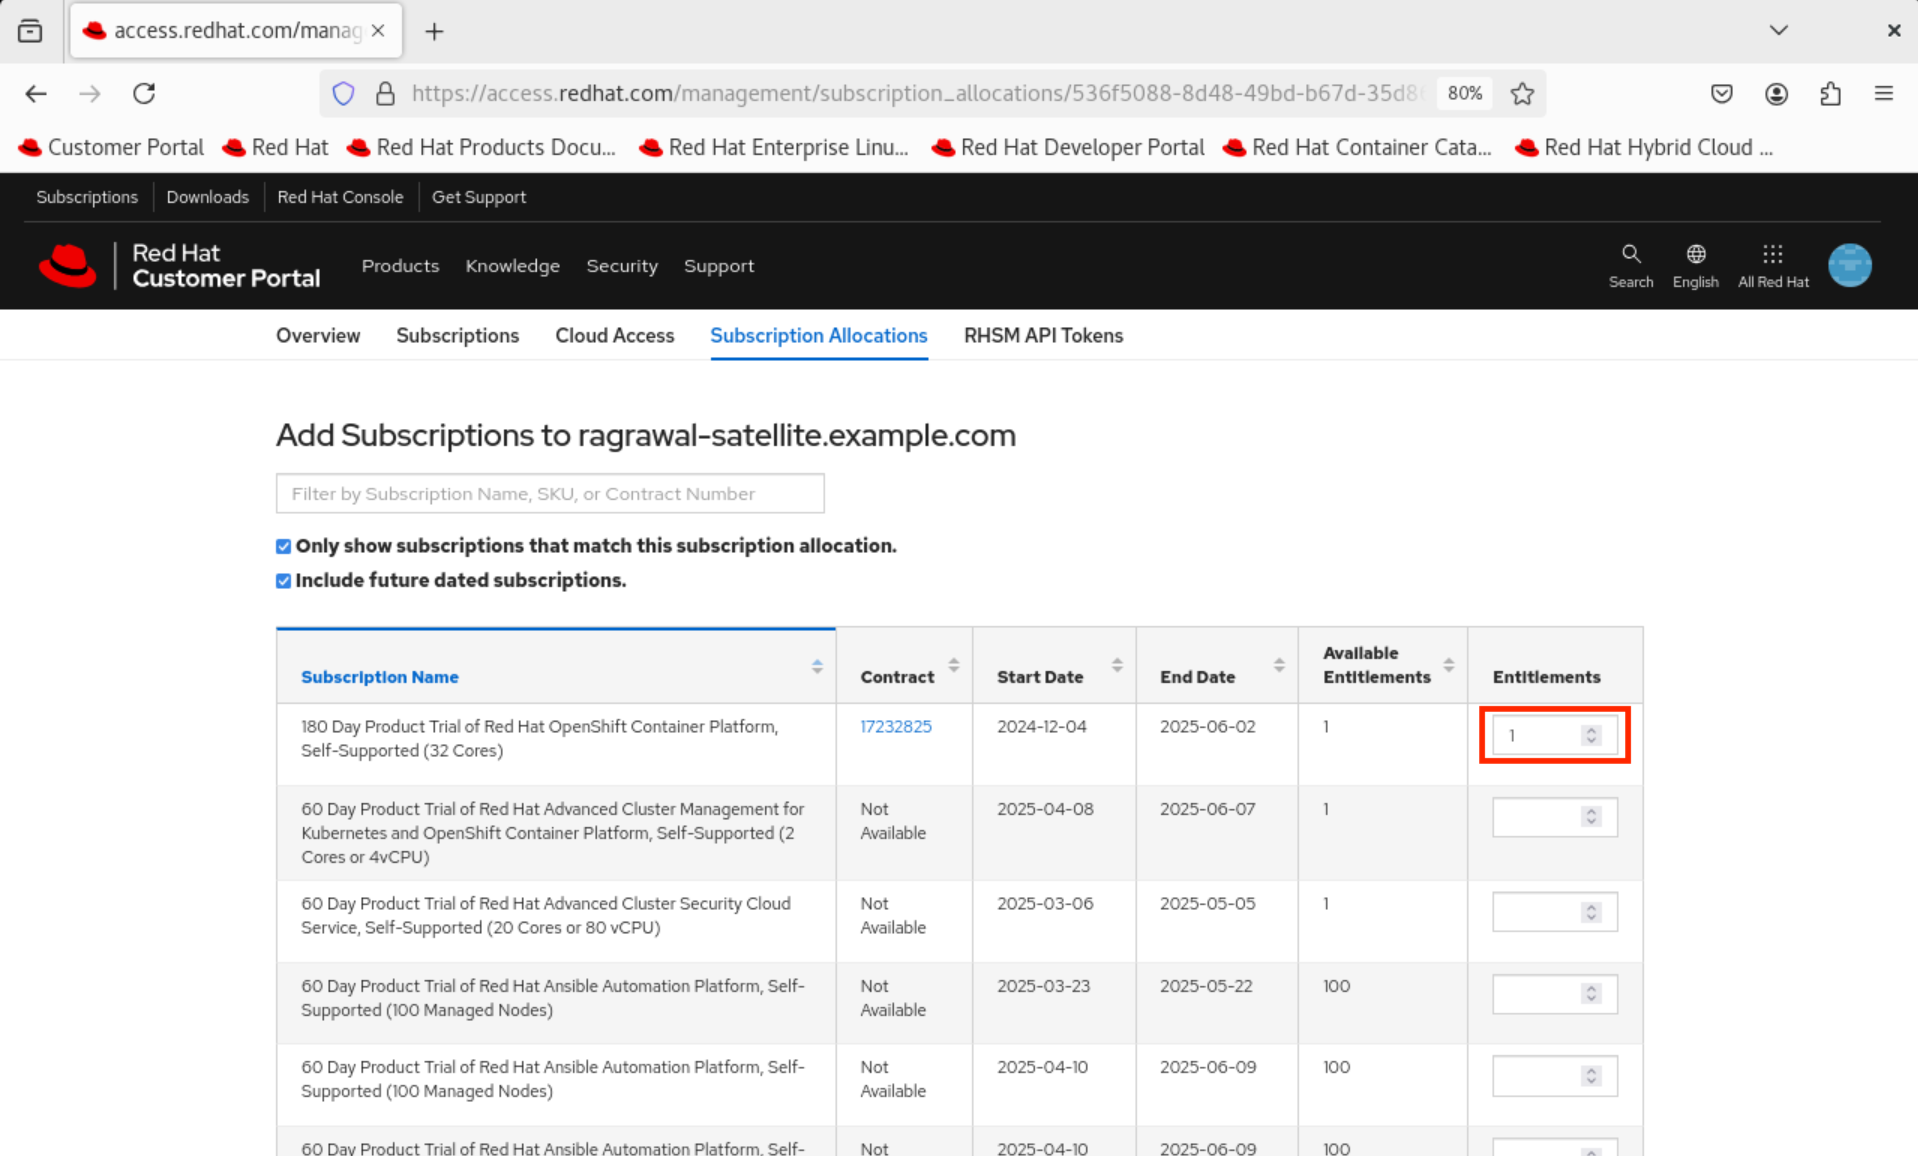 access.redhat.com/manag
https://access.redhat.com/management/subscription_allocations/536f5088-8d48-49bd-b67d-35d8
80%
Customer Portal
Red Hat
Red Hat Products Docu...
Red Hat Enterprise Linu...
Red Hat Developer Portal
Red Hat Container Cata...
Red Hat Hybrid Cloud ...
Subscriptions
Downloads
Red Hat Console
Get Support
Red Hat
Customer Portal
Products
Knowledge
Security
Support
Search
English
All Red Hat
Overview
Subscriptions
Cloud Access
Subscription Allocations
RHSM API Tokens
Add Subscriptions to ragrawal-satellite.example.com
Filter by Subscription Name, SKU, or Contract Number
Only show subscriptions that match this subscription allocation.
Include future dated subscriptions.
Subscription Name
Contract
Start Date
End Date
Available
Entitlements
Entitlements
180 Day Product Trial of Red Hat OpenShift Container Platform,
Self-Supported (32 Cores)
17232825
2024-12-04
2025-06-02
1
1
60 Day Product Trial of Red Hat Advanced Cluster Management for
Kubernetes and OpenShift Container Platform, Self-Supported (2
Cores or 4vCPU)
Not
Available
2025-04-08
2025-06-07
1
60 Day Product Trial of Red Hat Advanced Cluster Security Cloud
Service, Self-Supported (20 Cores or 80 vCPU)
Not
Available
2025-03-06
2025-05-05
1
60 Day Product Trial of Red Hat Ansible Automation Platform, Self-
Supported (100 Managed Nodes)
Not
Available
2025-03-23
2025-05-22
100
60 Day Product Trial of Red Hat Ansible Automation Platform, Self-
Supported (100 Managed Nodes)
Not
Available
2025-04-10
2025-06-09
100
60 Day Product Trial of Red Hat Ansible Automation Platform, Self-
Not
2025-04-10
2025-06-09
100